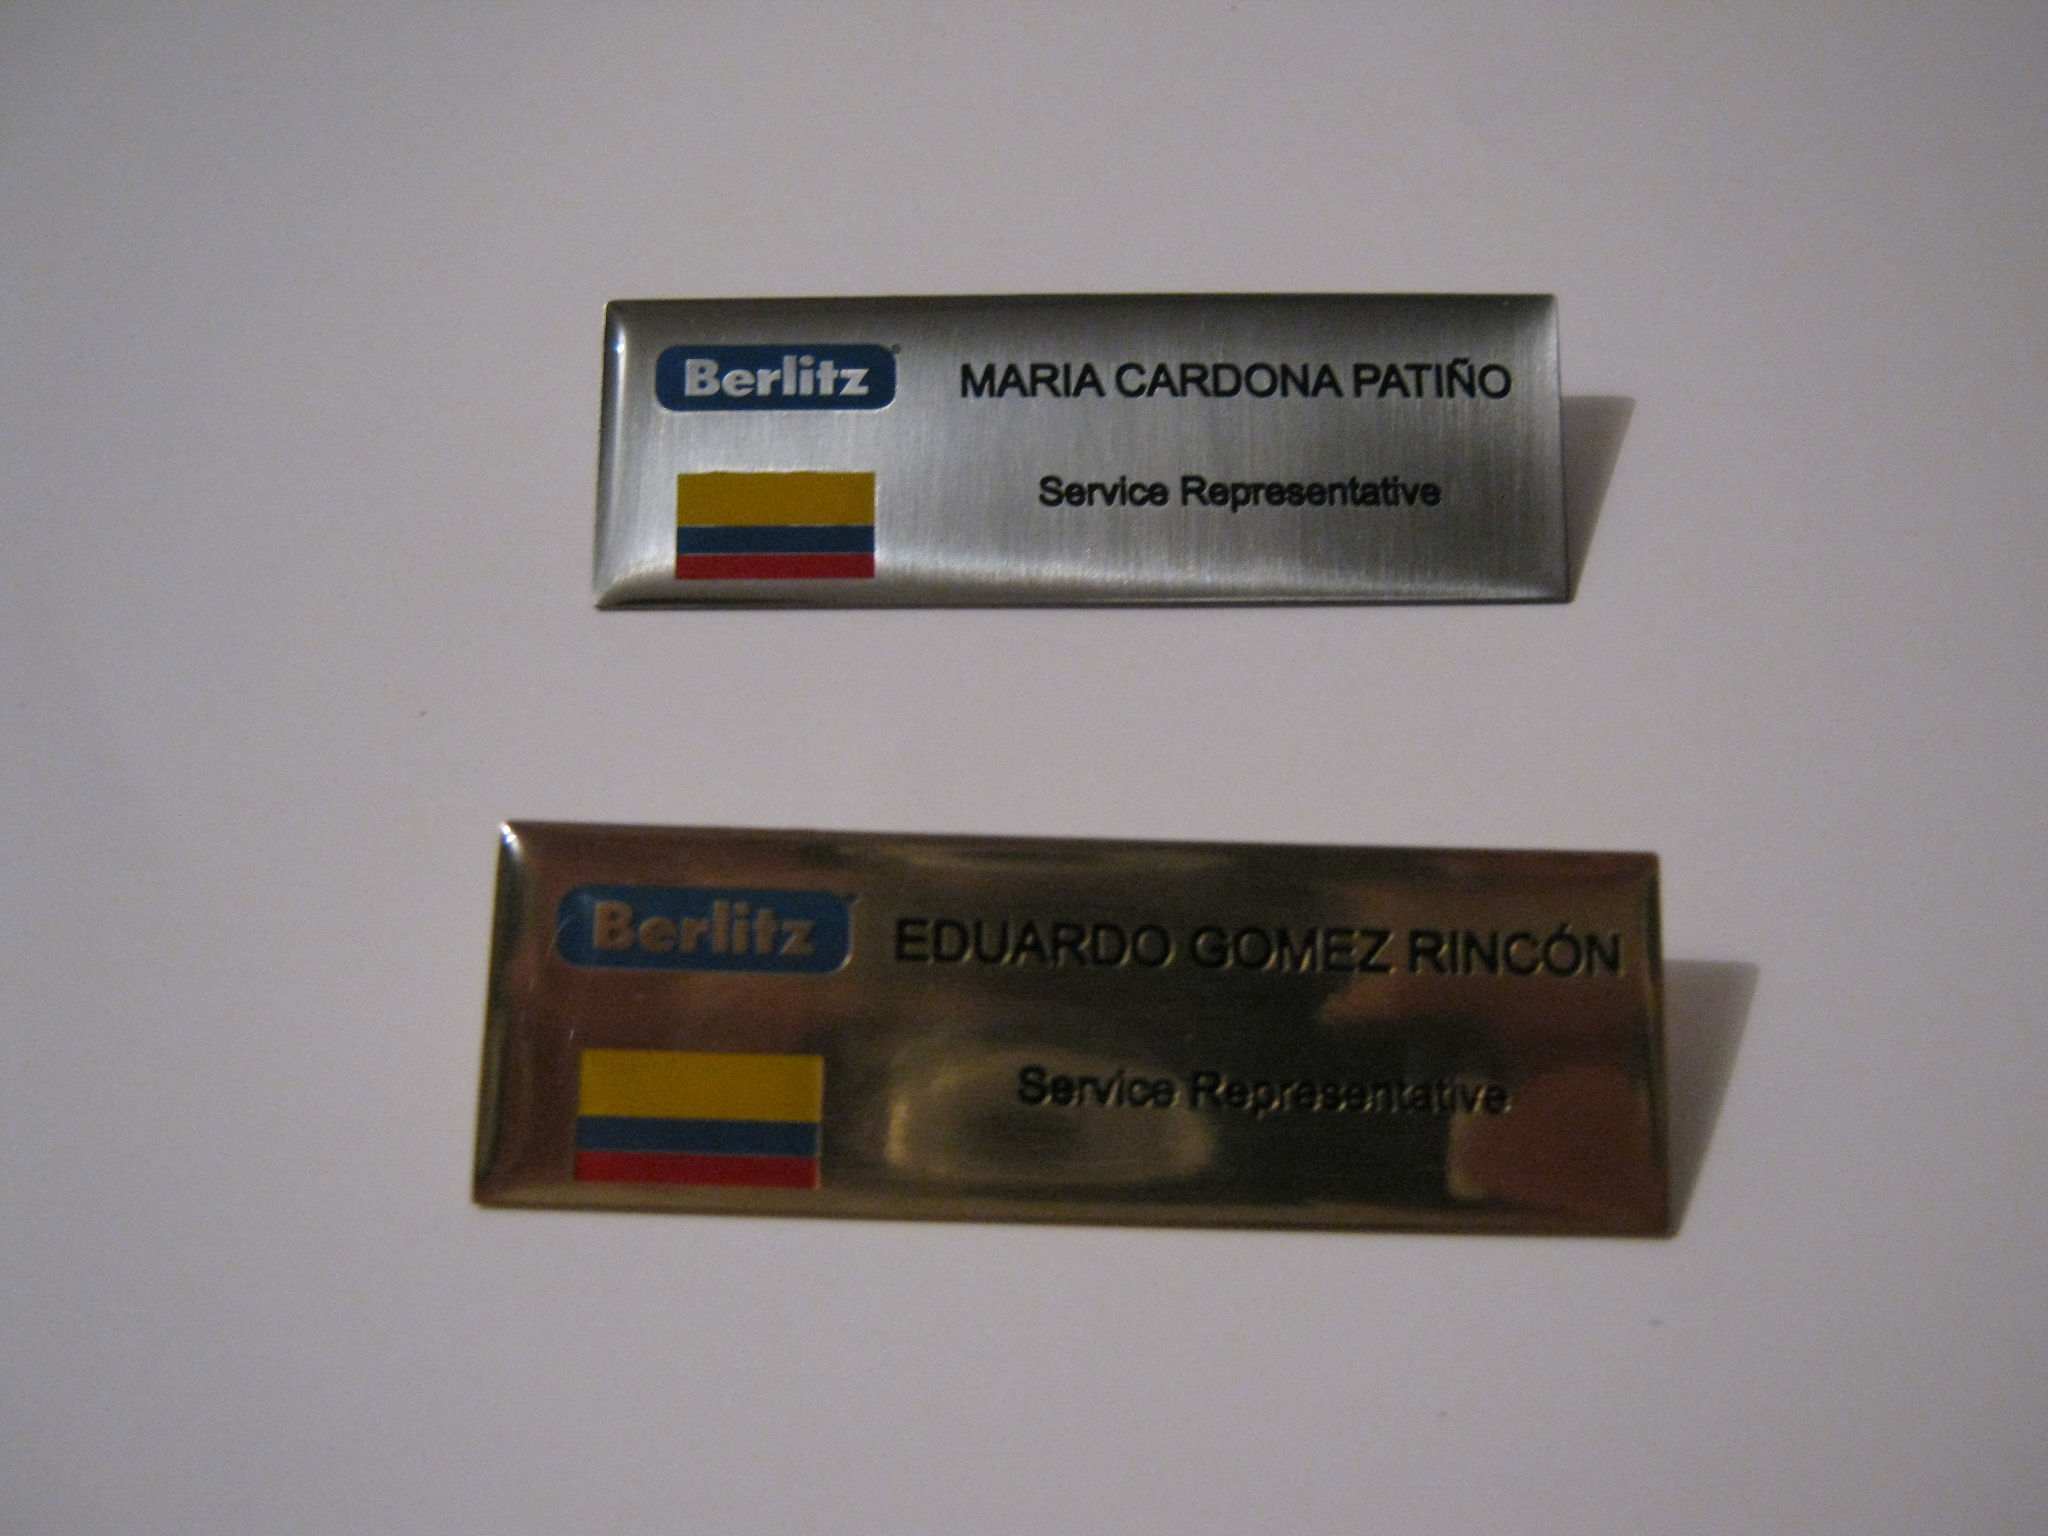 Berlitz
MARIA CARDONA PATIÑO
Service Representative
Berlitz
EDUARDO GOMEZ RINCÓN
Service Representative